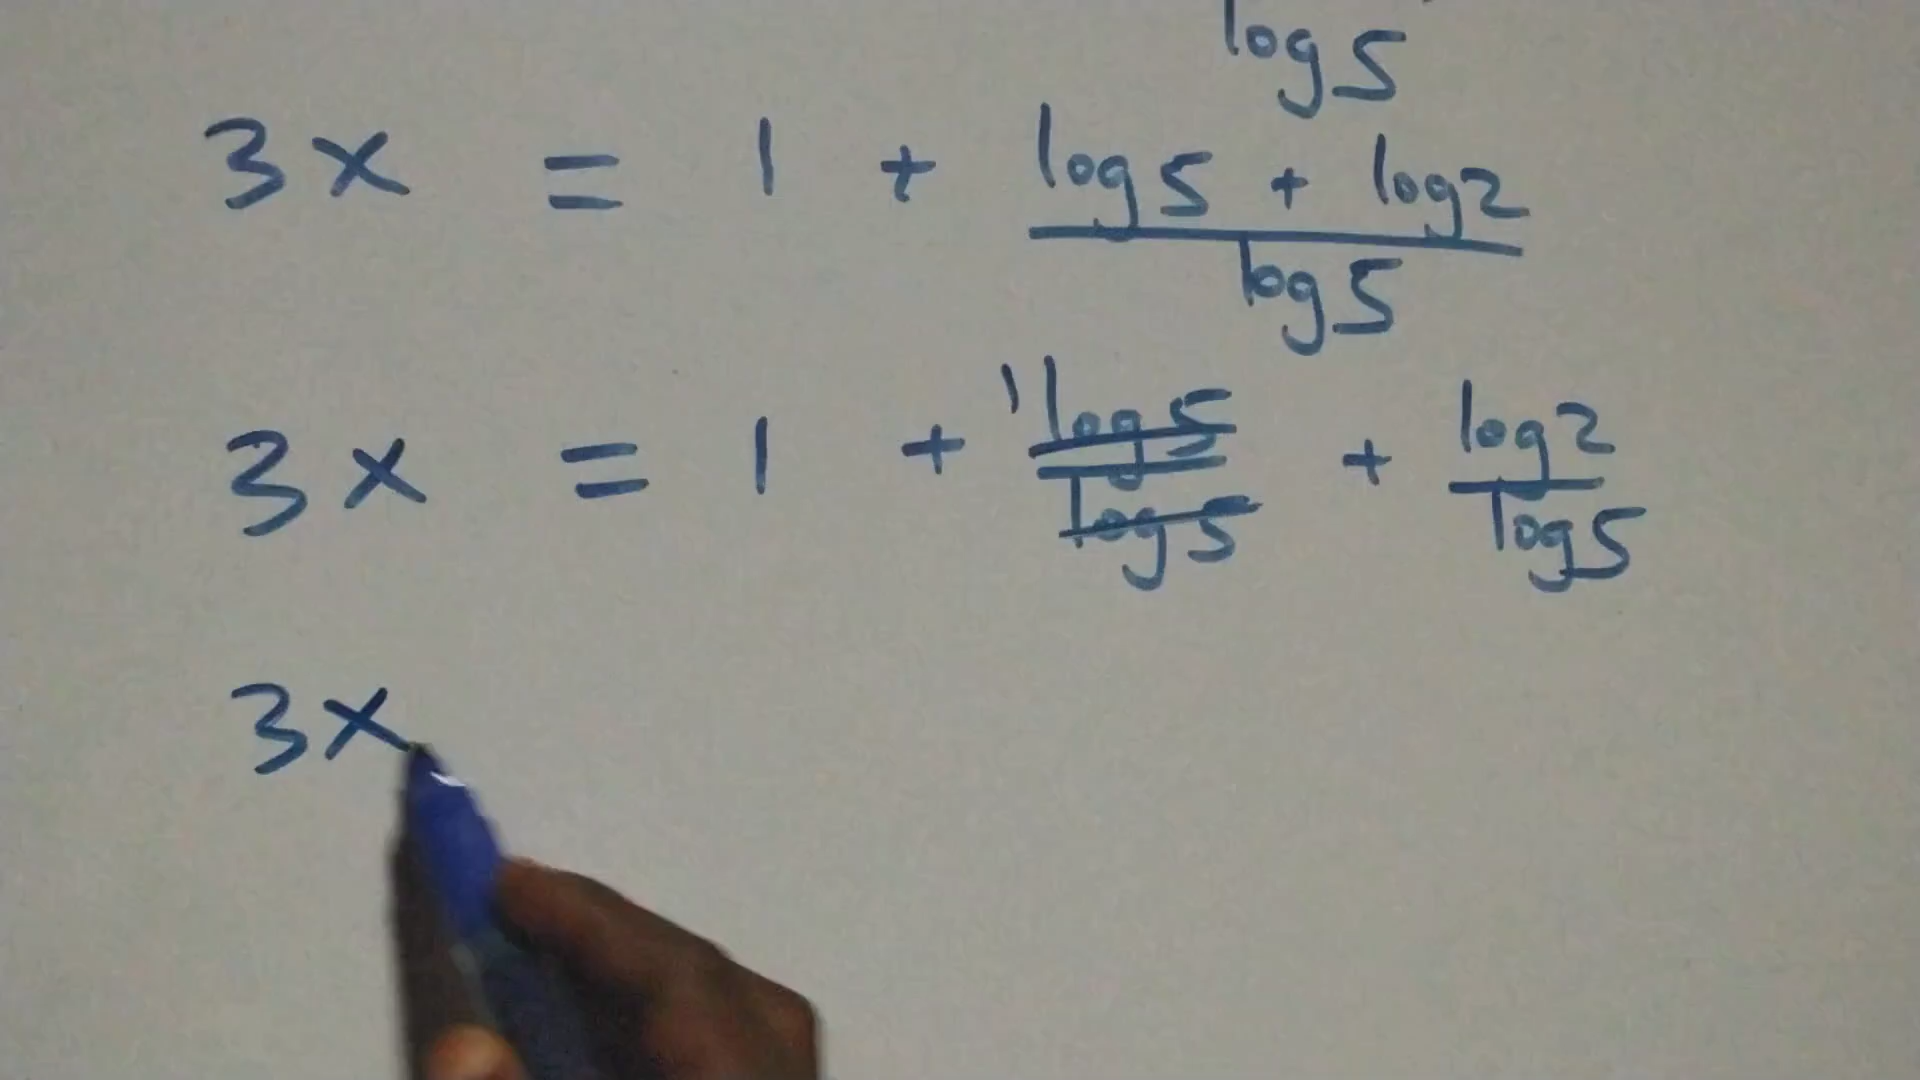 log 5
3x = 1 + (log 5 + log 2) / log 5
3x = 1 + 1 log 5 / log 5 + log 2 / log 5
3x